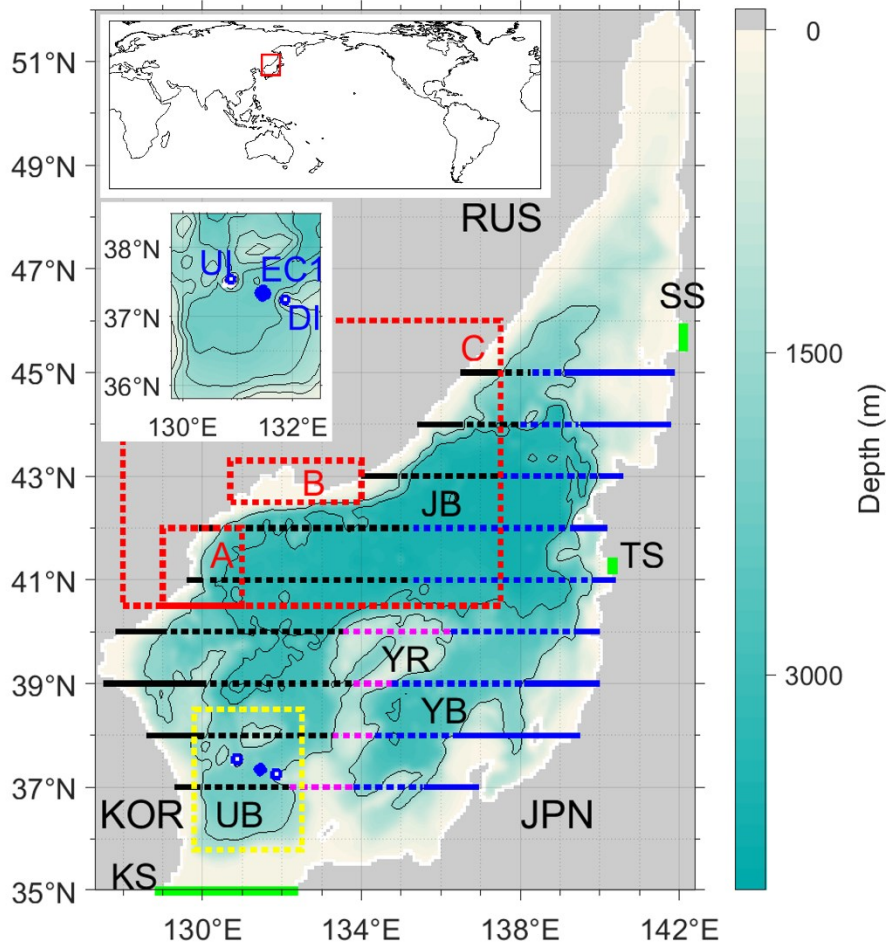 51°N
49°N
RUS
38°N
UI
EC1
47°N
37°N
DI
SS
36°N
45°N
C
130°E
132°E
43°N
B
JB
A
TS
41°N
YR
39°N
YB
37°N
KOR
UB
JPN
KS
35°N
130°E
134°E
138°E
142°E
0
1500
3000
Depth (m)